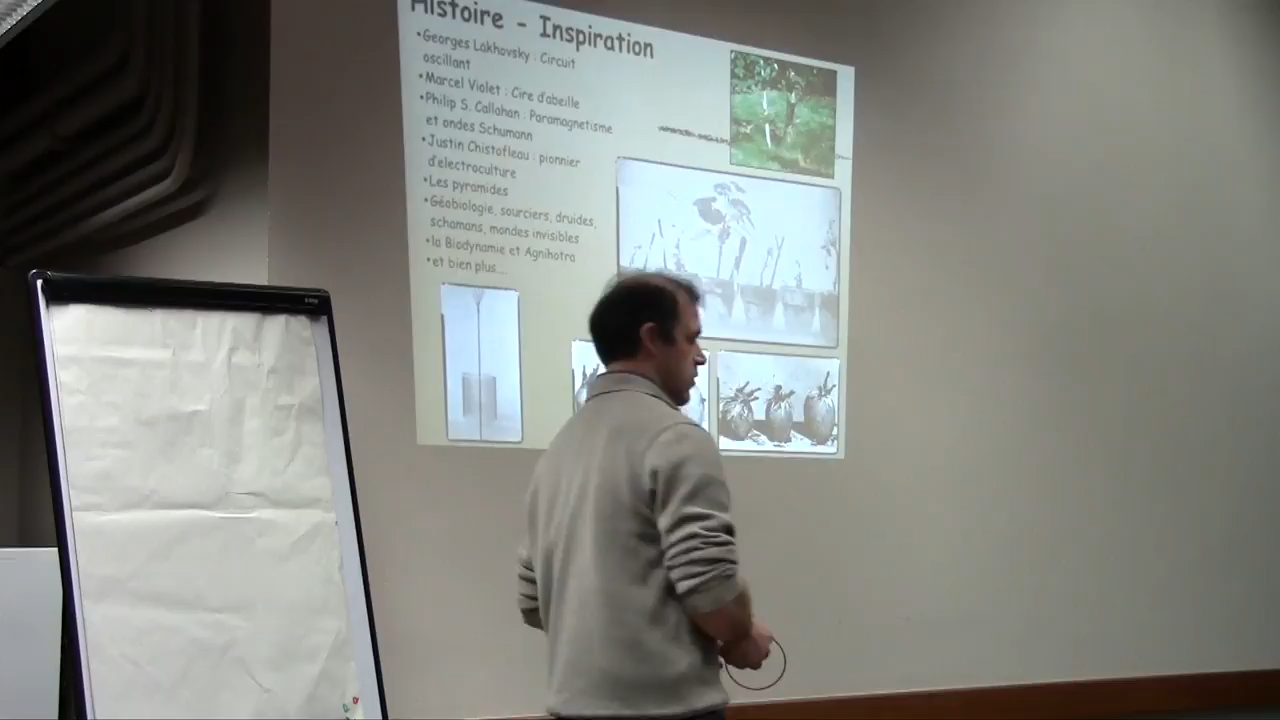 Histoire - Inspiration
•Georges Lakhovsky : Circuit
oscillant
•Marcel Violet : Cire d'abeille
•Philip S. Callahan : Paramagnetisme
et ondes Schumann
•Justin Chistofleau : pionnier
d'electroculture
•Les pyramides
•Géobiologie, sourciers, druides,
schamans, mondes invisibles
•la Biodynamie et Agnihotra
•et bien plus....